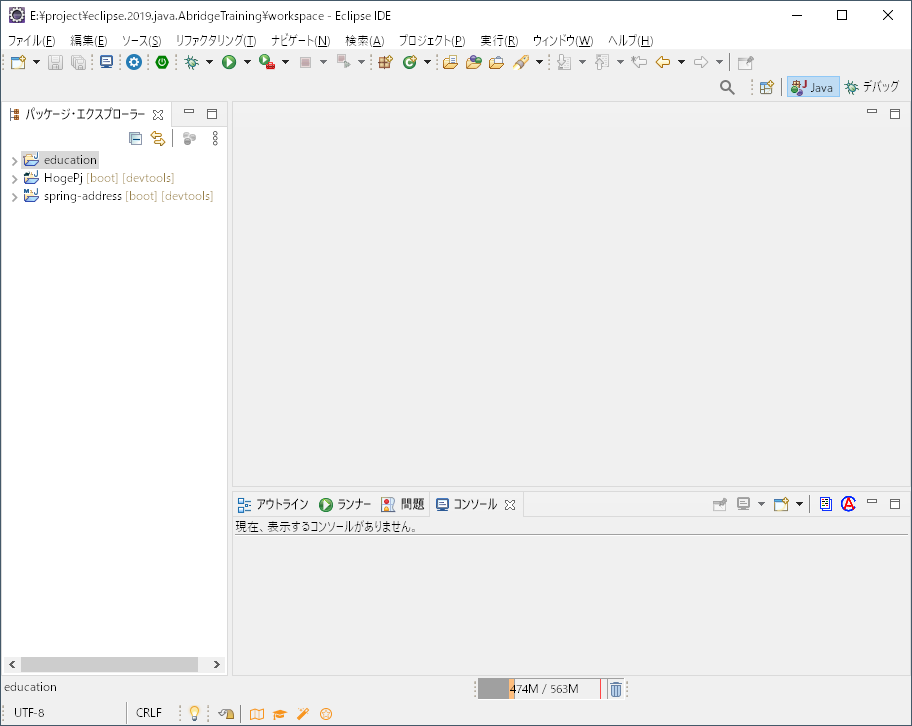 E:¥project¥eclipse.2019.java.AbridgeTraining¥workspace - Eclipse IDE
ファイル(F) 編集(E) ソース(S) リファクタリング(T) ナビゲート(N) 検索(A) プロジェクト(P) 実行(R) ウィンドウ(W) ヘルプ(H)
Java デバッグ
パッケージ・エクスプローラー
education
HogePj [boot] [devtools]
spring-address [boot] [devtools]
アウトライン ランナー 問題 コンソール
現在、表示するコンソールがありません。
education
474M / 563M
UTF-8 CRLF